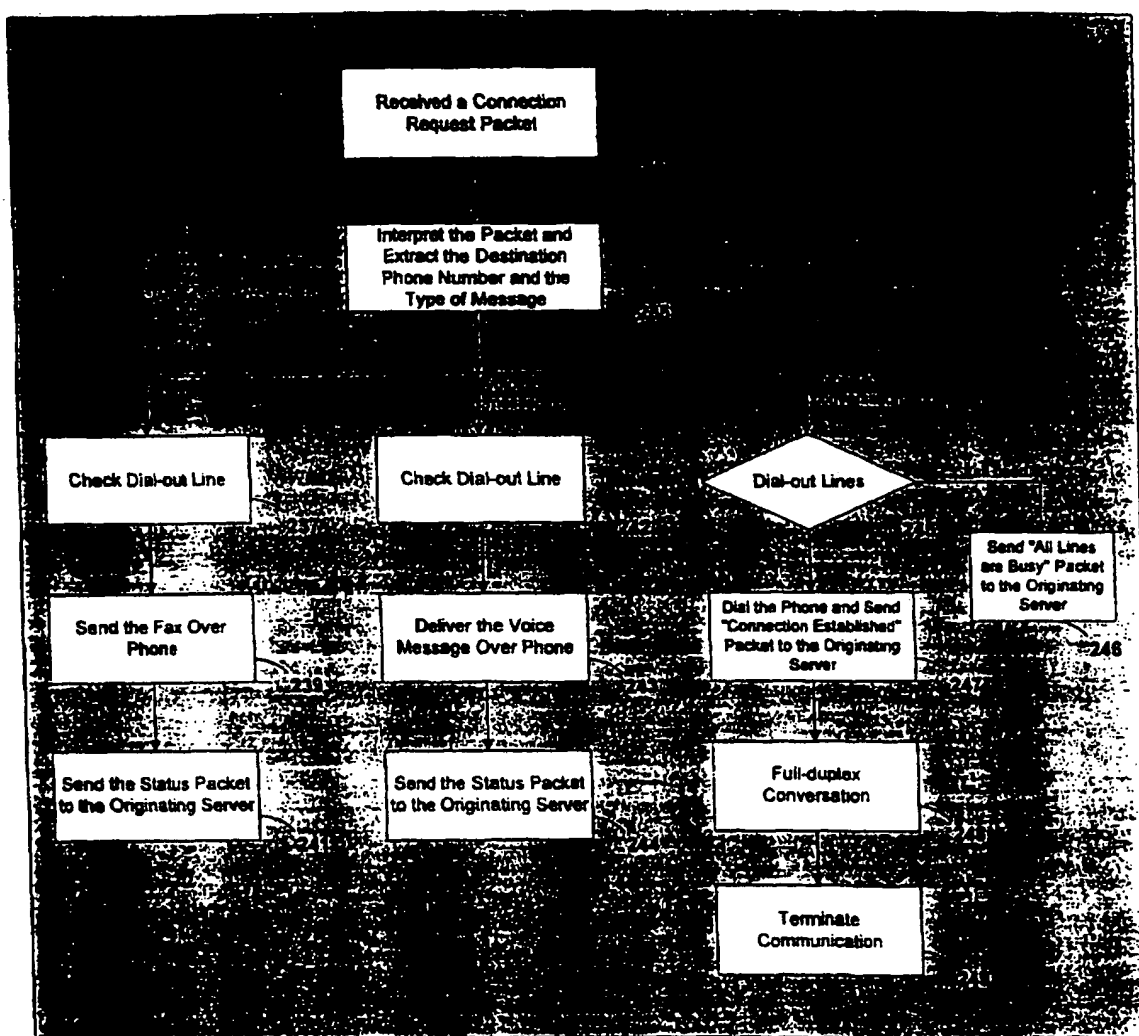 Received a Connection
Request Packet
Interpret the Packet and
Extract the Destination
Phone Number and the
Type of Message
Check Dial-out Line
Check Dial-out Line
Dial-out Lines
Send "All Lines
are Busy" Packet
to the Originating
Server
246
Send the Fax Over
Phone
Deliver the Voice
Message Over Phone
Dial the Phone and Send
"Connection Established"
Packet to the Originating
Server
Send the Status Packet
to the Originating Server
Send the Status Packet
to the Originating Server
Full-duplex
Conversation
Terminate
Communication